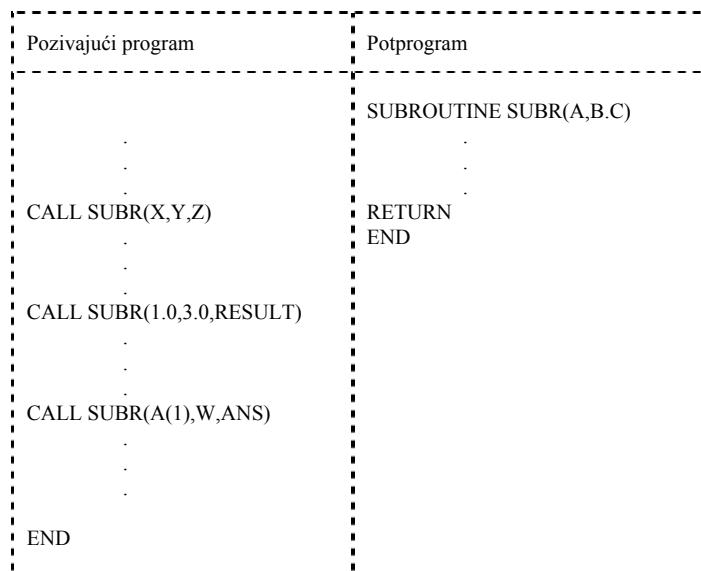 Pozivajući program
Potprogram
SUBROUTINE SUBR(A,B.C)
.
.
.
RETURN
END
.
.
.
CALL SUBR(X,Y,Z)
.
.
.
CALL SUBR(1.0,3.0,RESULT)
.
.
.
CALL SUBR(A(1),W,ANS)
.
.
.
END